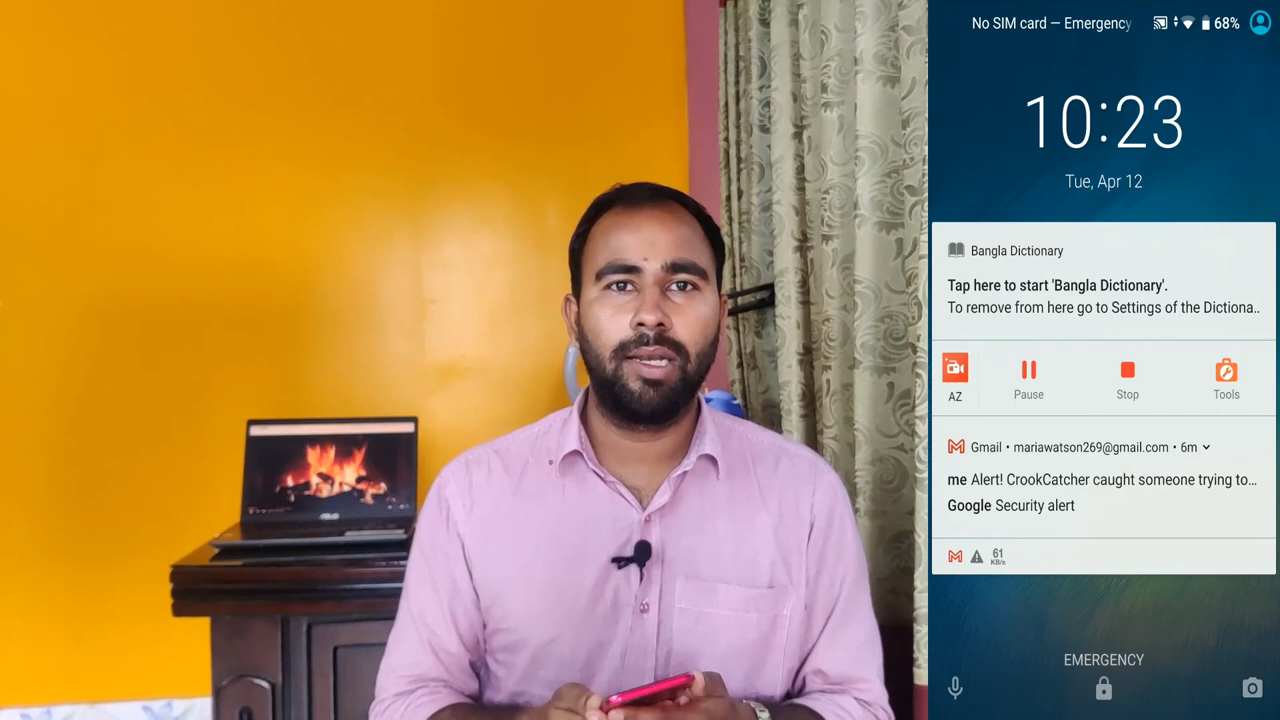 No SIM card — Emergency
68%
10:23
Tue, Apr 12
Bangla Dictionary
Tap here to start 'Bangla Dictionary'.
To remove from here go to Settings of the Dictiona..
AZ
Pause
Stop
Tools
Gmail • mariawatson269@gmail.com • 6m
me Alert! CrookCatcher caught someone trying to...
Google Security alert
61
KB/s
EMERGENCY
ASUS